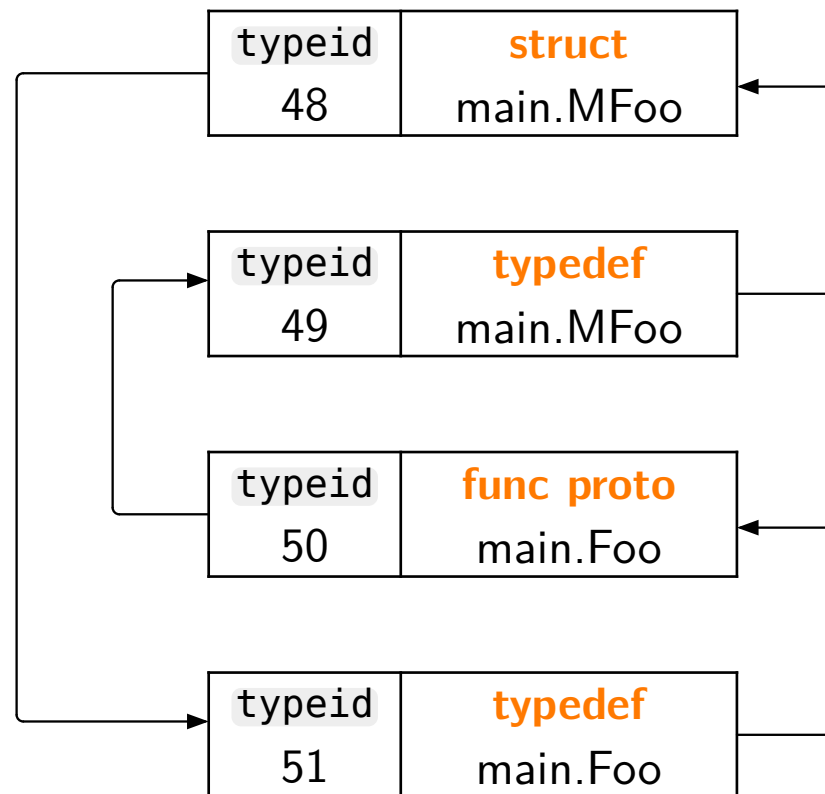 typeid struct
48 main.MFoo
typeid typedef
49 main.MFoo
typeid func proto
50 main.Foo
typeid typedef
51 main.Foo